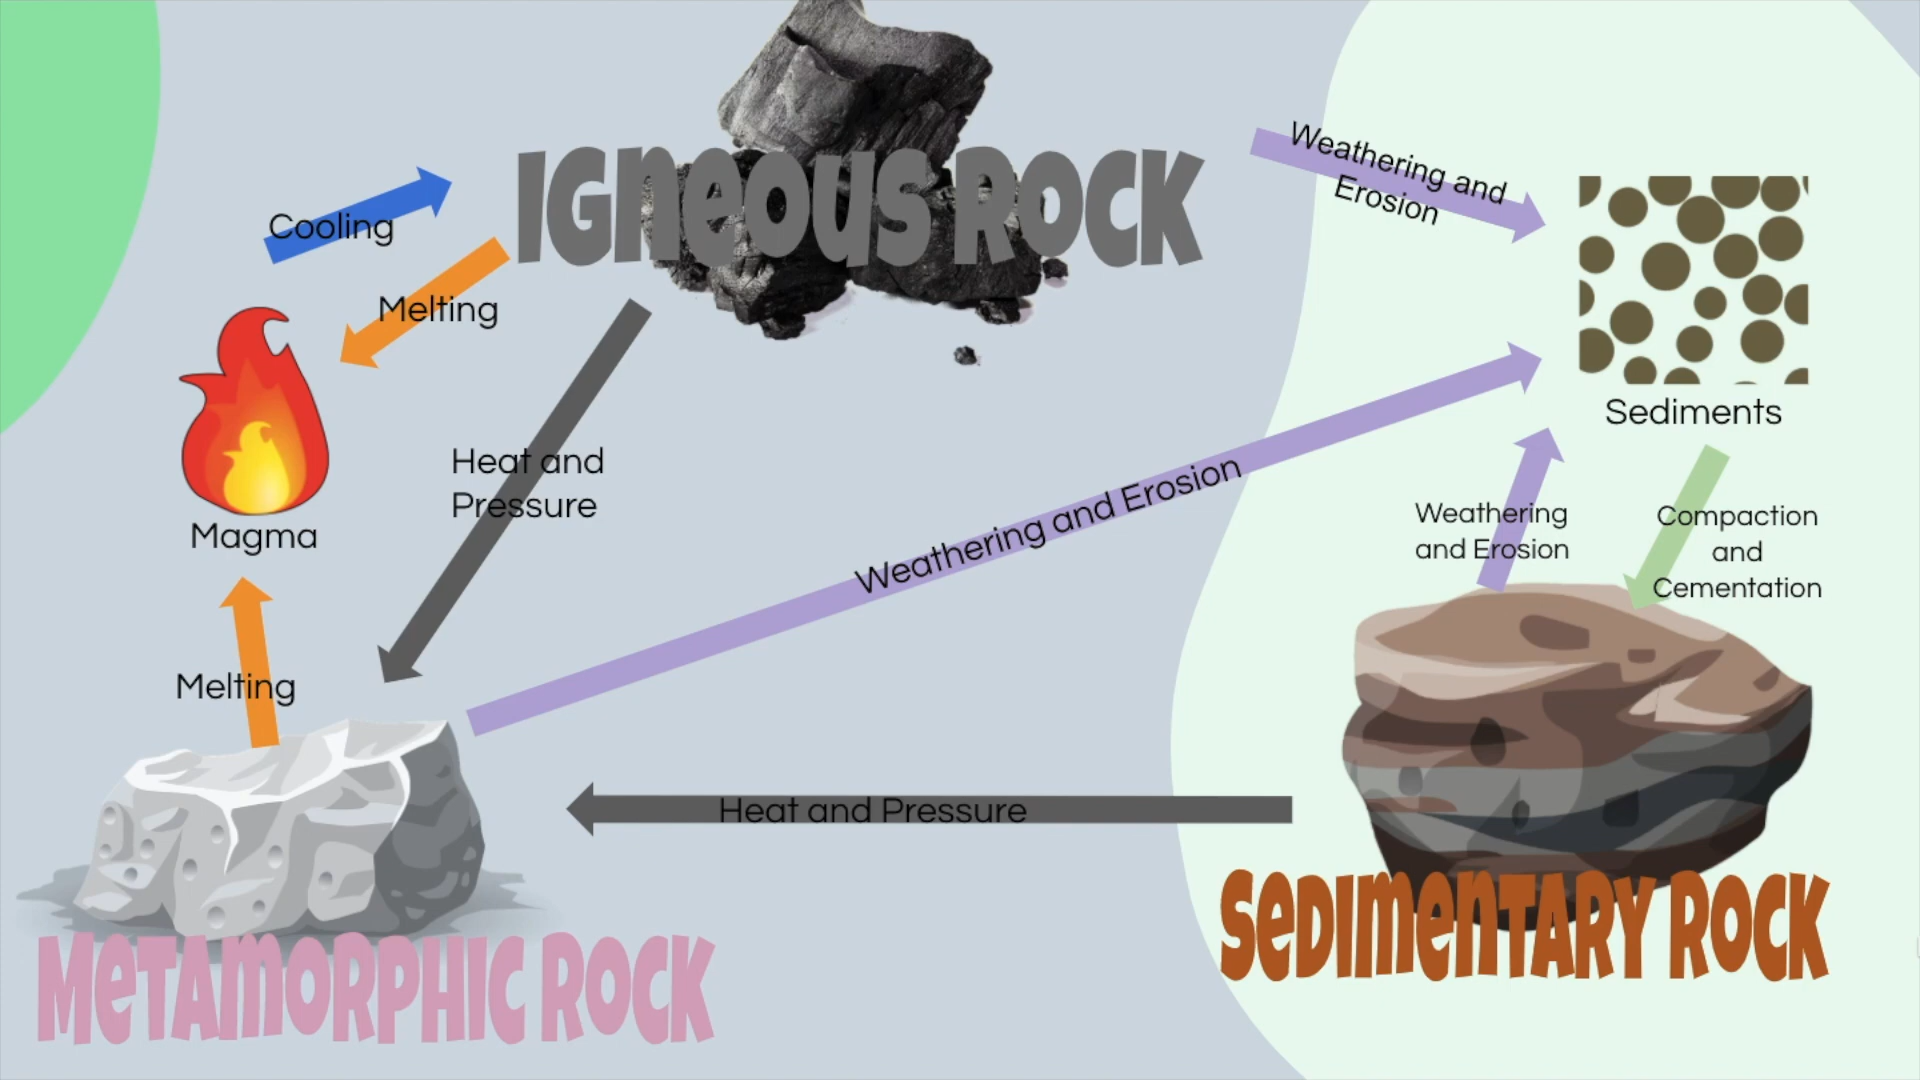 IGneous ROCK
Weathering and
Erosion
Cooling
Melting
Sediments
Heat and
Pressure
Magma
Weathering and Erosion
Weathering
and Erosion
Compaction
and
Cementation
Melting
Heat and Pressure
SeDImenTARY ROCK
MeTAmORPHIC ROCK